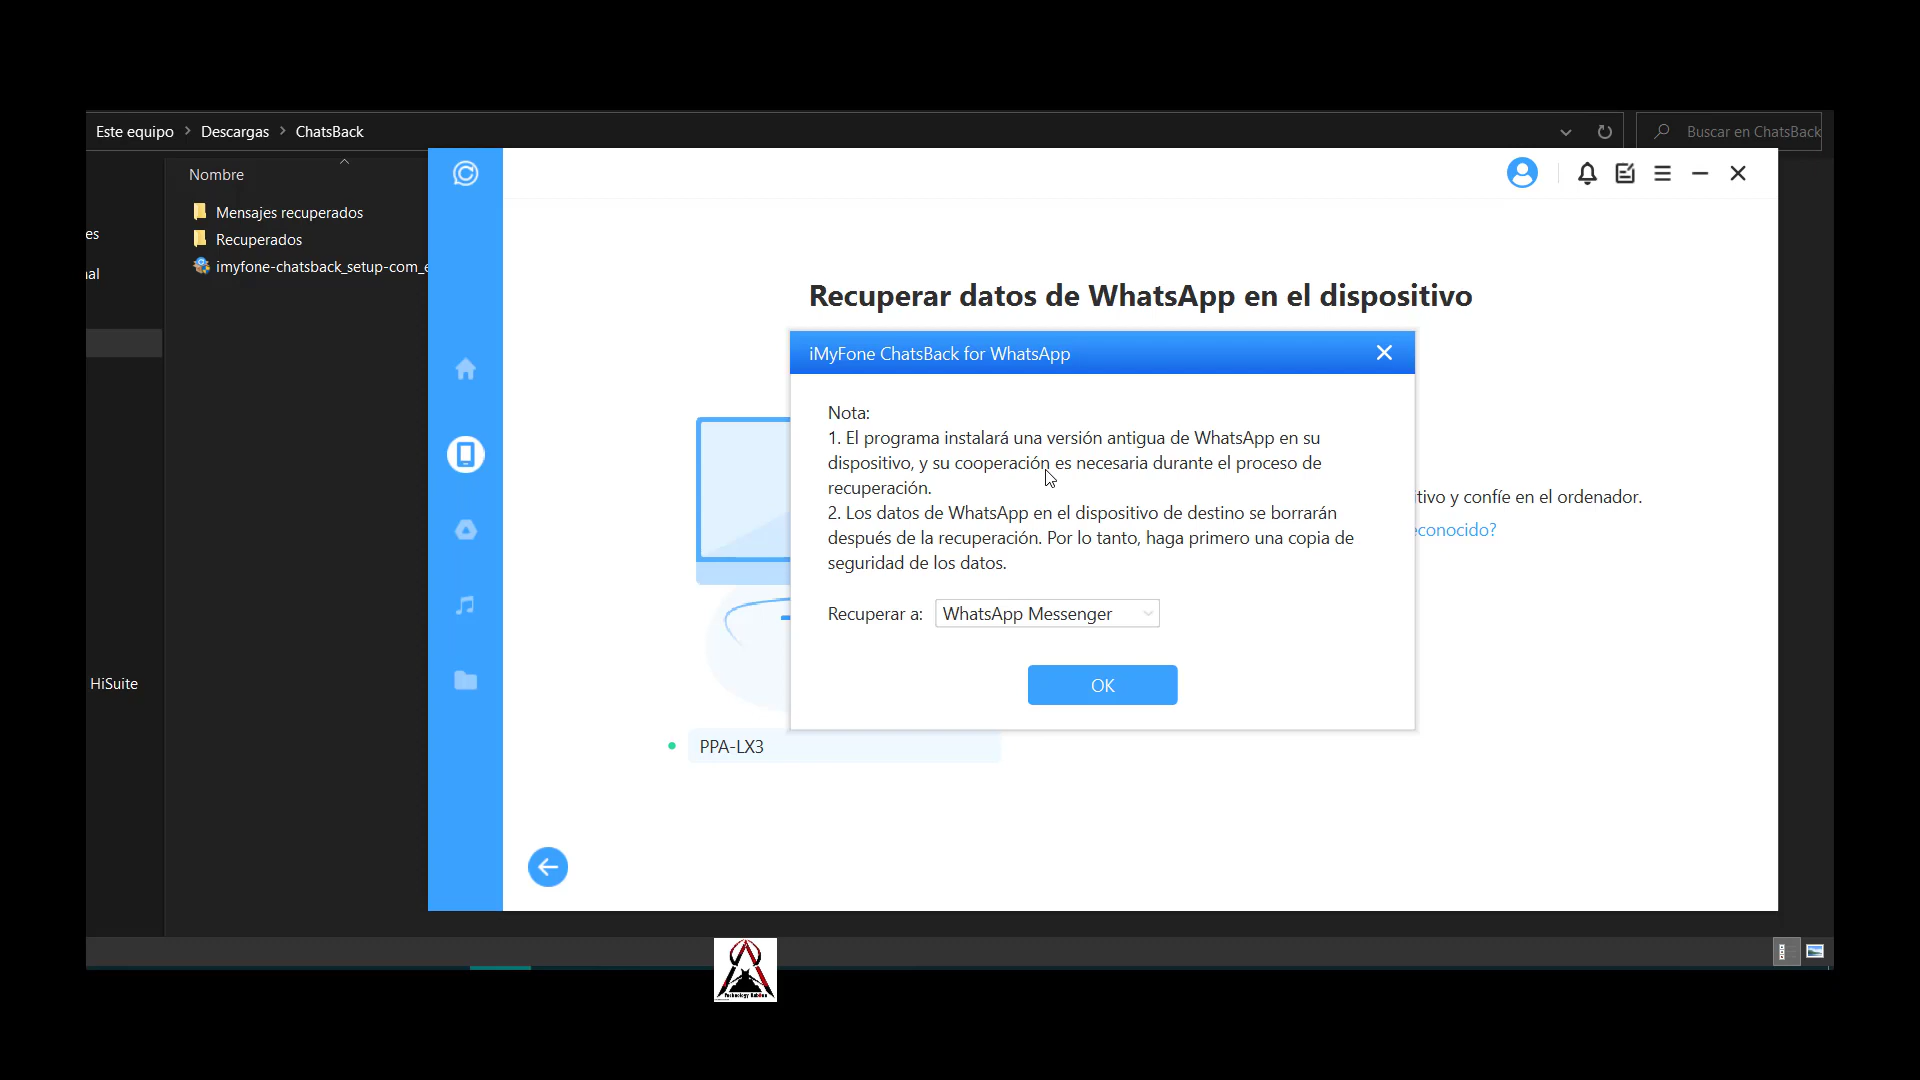 Este equipo > Descargas > ChatsBack
Buscar en ChatsBack
Nombre
Mensajes recuperados
Recuperados
imyfone-chatsback_setup-com_e
es
al
HiSuite
Recuperar datos de WhatsApp en el dispositivo
iMyFone ChatsBack for WhatsApp
Nota:
1. El programa instalará una versión antigua de WhatsApp en su
dispositivo, y su cooperación es necesaria durante el proceso de
recuperación.
2. Los datos de WhatsApp en el dispositivo de destino se borrarán
después de la recuperación. Por lo tanto, haga primero una copia de
seguridad de los datos.
Recuperar a: WhatsApp Messenger
OK
tivo y confíe en el ordenador.
econocido?
PPA-LX3